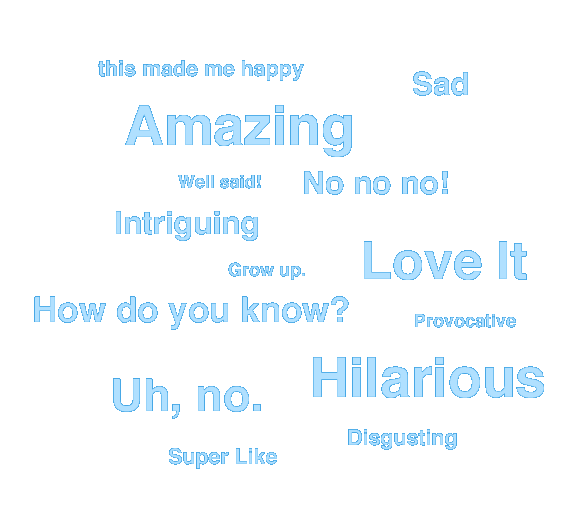 this made me happy
Sad
Amazing
Well said!
No no no!
Intriguing
Grow up.
Love It
How do you know?
Provocative
Hilarious
Uh, no.
Disgusting
Super Like